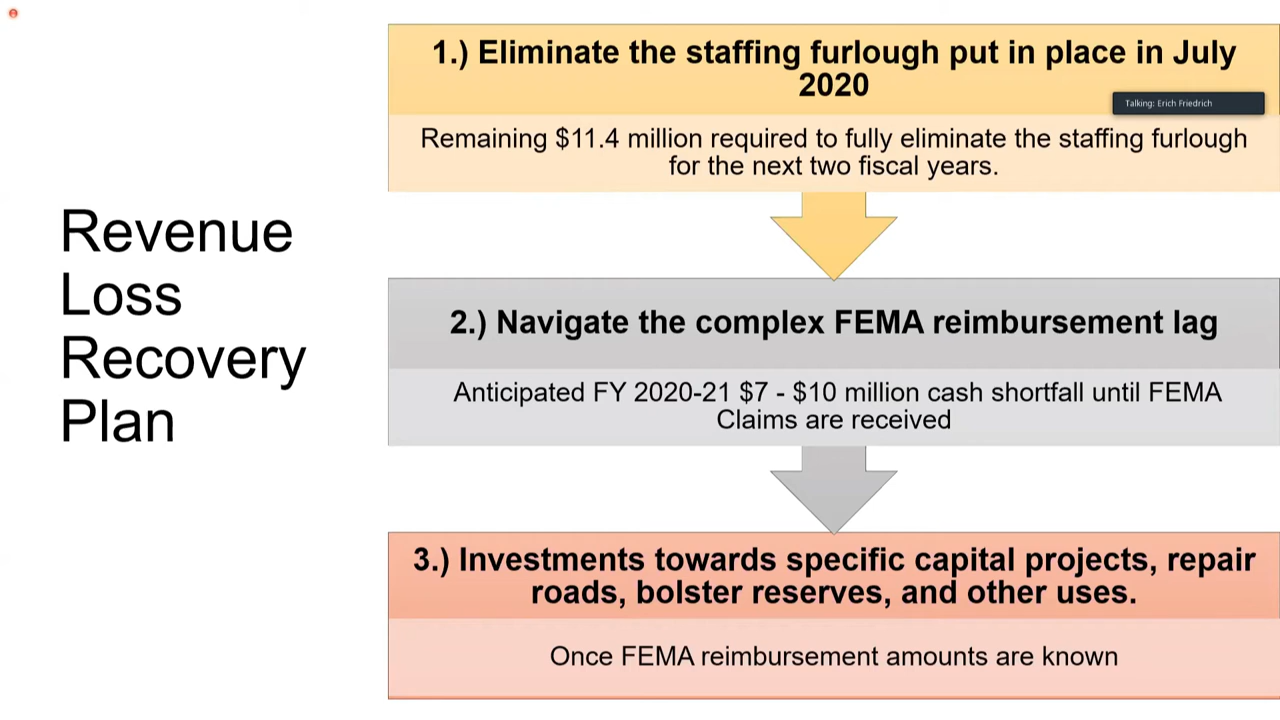 Revenue
Loss
Recovery
Plan
1.) Eliminate the staffing furlough put in place in July
2020
Talking: Erich Friedrich
Remaining $11.4 million required to fully eliminate the staffing furlough
for the next two fiscal years.
2.) Navigate the complex FEMA reimbursement lag
Anticipated FY 2020-21 $7 - $10 million cash shortfall until FEMA
Claims are received
3.) Investments towards specific capital projects, repair
roads, bolster reserves, and other uses.
Once FEMA reimbursement amounts are known